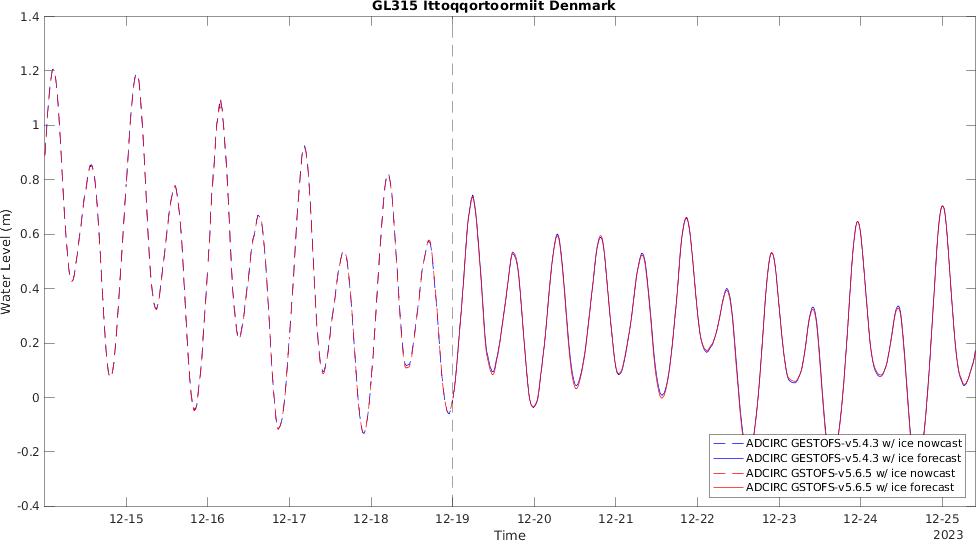 GL315 Ittoqqortoormiit Denmark
1.4
1.2
1
0.8
0.6
0.4
0.2
0
-0.2
-0.4
Water Level (m)
12-15 12-16 12-17 12-18 12-19 12-20 12-21 12-22 12-23 12-24 12-25
Time
2023
ADCIRC GESTOFS-v5.4.3 w/ ice nowcast
ADCIRC GESTOFS-v5.4.3 w/ ice forecast
ADCIRC GSTOFS-v5.6.5 w/ ice nowcast
ADCIRC GSTOFS-v5.6.5 w/ ice forecast